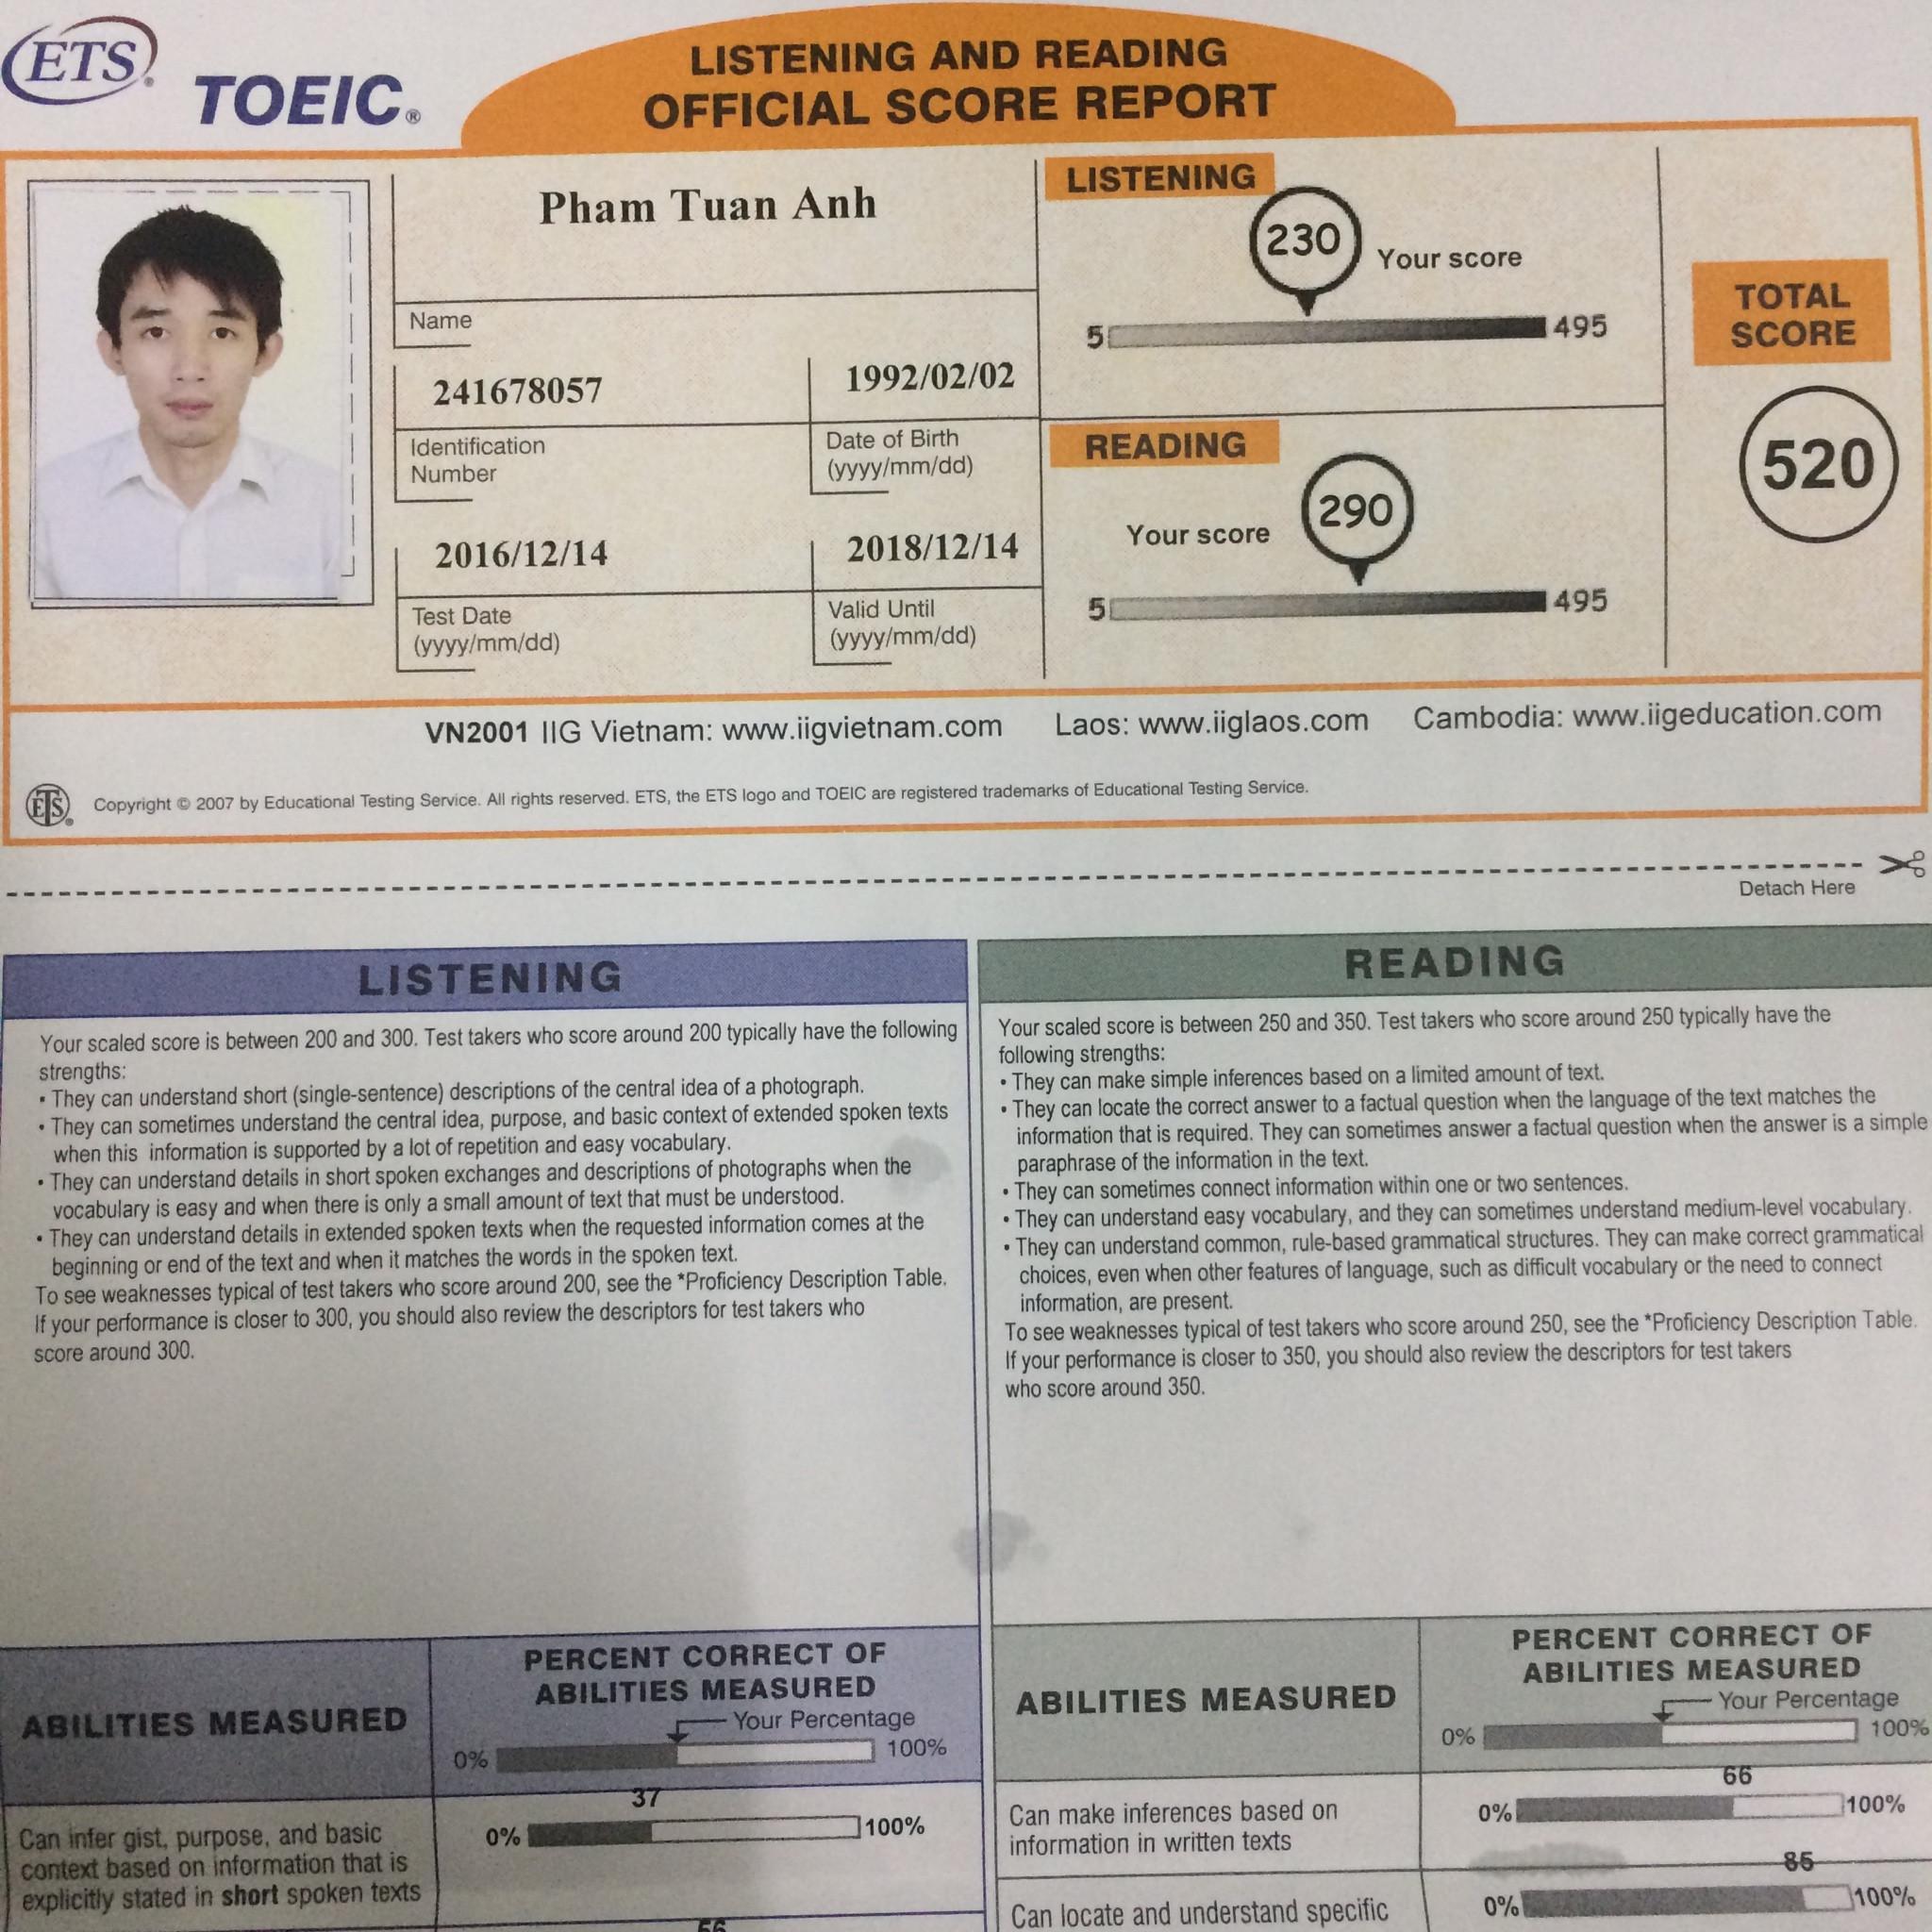 ETS®
TOEIC®
LISTENING AND READING
OFFICIAL SCORE REPORT
Pham Tuan Anh
Name
241678057
Identification
Number
1992/02/02
Date of Birth
(yyyy/mm/dd)
2016/12/14
Test Date
(yyyy/mm/dd)
2018/12/14
Valid Until
(yyyy/mm/dd)
LISTENING
230
Your score
5 495
READING
290
Your score
5 495
TOTAL
SCORE
520
VN2001 IIG Vietnam: www.iigvietnam.com Laos: www.iiglaos.com Cambodia: www.iigeducation.com
ETS® Copyright © 2007 by Educational Testing Service. All rights reserved. ETS, the ETS logo and TOEIC are registered trademarks of Educational Testing Service.
Detach Here
LISTENING
Your scaled score is between 200 and 300. Test takers who score around 200 typically have the following
strengths:
• They can understand short (single-sentence) descriptions of the central idea of a photograph.
• They can sometimes understand the central idea, purpose, and basic context of extended spoken texts
when this information is supported by a lot of repetition and easy vocabulary.
• They can understand details in short spoken exchanges and descriptions of photographs when the
vocabulary is easy and when there is only a small amount of text that must be understood.
• They can understand details in extended spoken texts when the requested information comes at the
beginning or end of the text and when it matches the words in the spoken text.
To see weaknesses typical of test takers who score around 200, see the *Proficiency Description Table.
If your performance is closer to 300, you should also review the descriptors for test takers who
score around 300.
READING
Your scaled score is between 250 and 350. Test takers who score around 250 typically have the
following strengths:
• They can make simple inferences based on a limited amount of text.
• They can locate the correct answer to a factual question when the language of the text matches the
information that is required. They can sometimes answer a factual question when the answer is a simple
paraphrase of the information in the text.
• They can sometimes connect information within one or two sentences.
• They can understand easy vocabulary, and they can sometimes understand medium-level vocabulary.
• They can understand common, rule-based grammatical structures. They can make correct grammatical
choices, even when other features of language, such as difficult vocabulary or the need to connect
information, are present.
To see weaknesses typical of test takers who score around 250, see the *Proficiency Description Table.
If your performance is closer to 350, you should also review the descriptors for test takers
who score around 350.
ABILITIES MEASURED
PERCENT CORRECT OF
ABILITIES MEASURED
Your Percentage
0% 100%
Can infer gist, purpose, and basic
context based on information that is
explicitly stated in short spoken texts
37
0% 100%
56
ABILITIES MEASURED
PERCENT CORRECT OF
ABILITIES MEASURED
Your Percentage
0% 100%
Can make inferences based on
information in written texts
66
0% 100%
Can locate and understand specific
85
0% 100%